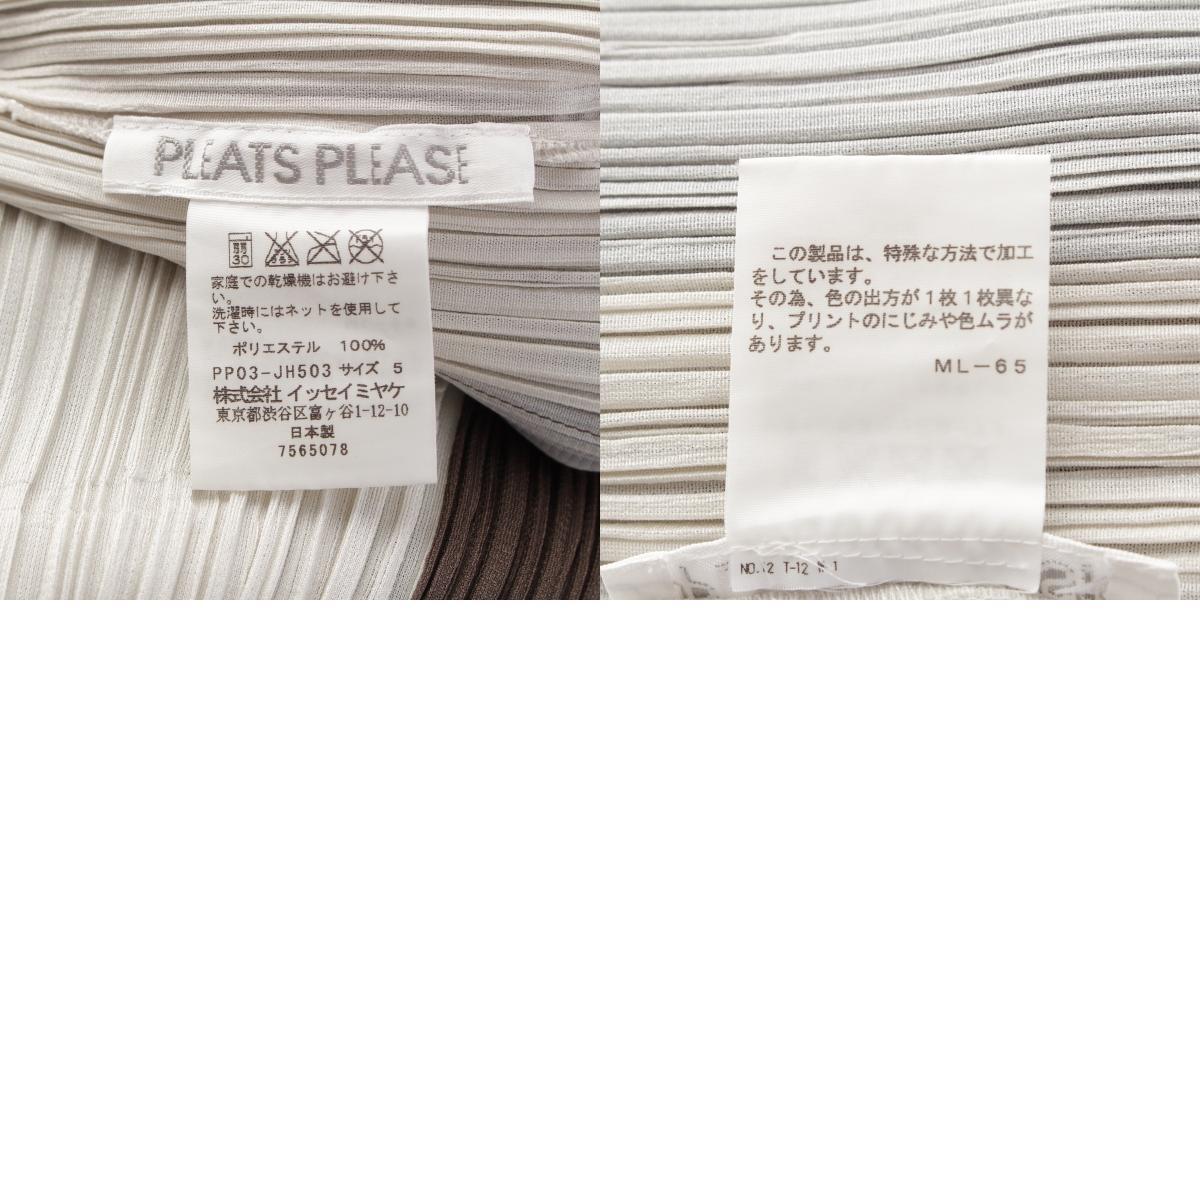 PLEATS PLEASE
30
家庭での乾燥機はお避け下さ
い。
洗濯時にはネットを使用して
下さい。
ポリエステル 100%
PP03-JH503 サイズ 5
株式会社 イッセイミヤケ
東京都渋谷区富ヶ谷1-12-10
日本製
7565078
この製品は、特殊な方法で加工
をしています。
その為、色の出方が1枚1枚異な
り、プリントのにじみや色ムラが
あります。
ML-65
T-12